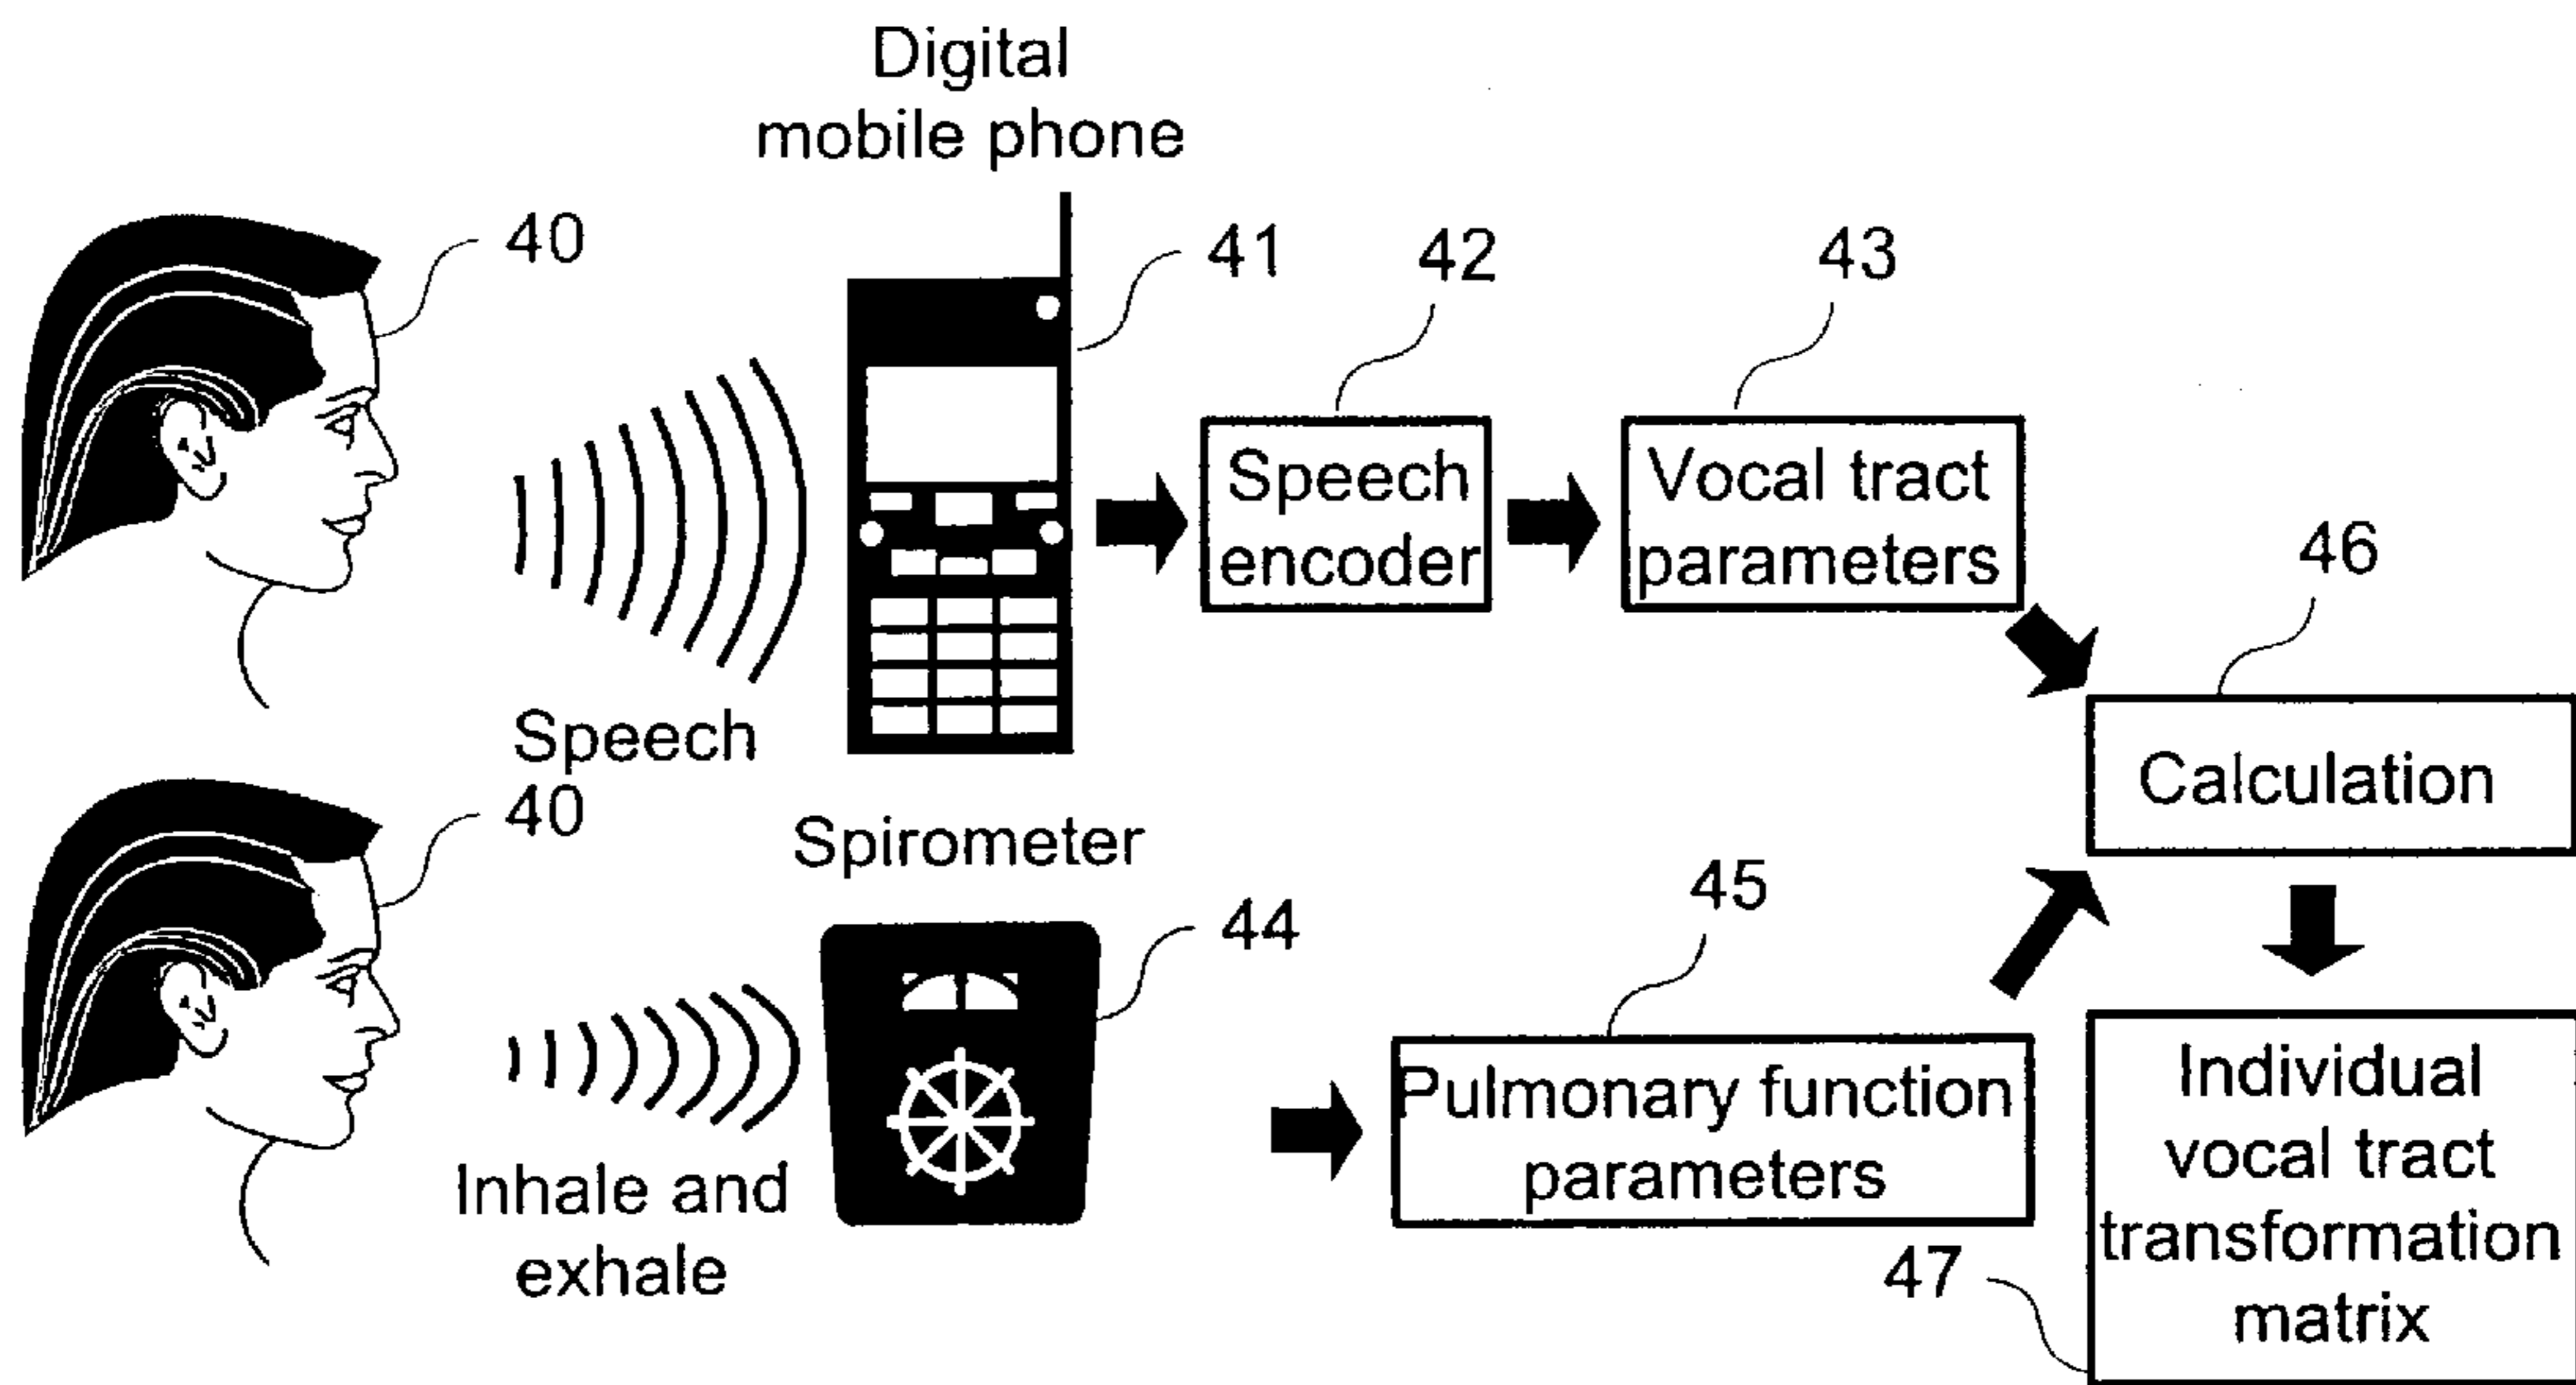 Digital
mobile phone
40
41
42
43
Speech
encoder
Vocal tract
parameters
46
Speech
40
Calculation
Spirometer
44
45
Inhale and
exhale
Pulmonary function
parameters
47
Individual
vocal tract
transformation
matrix